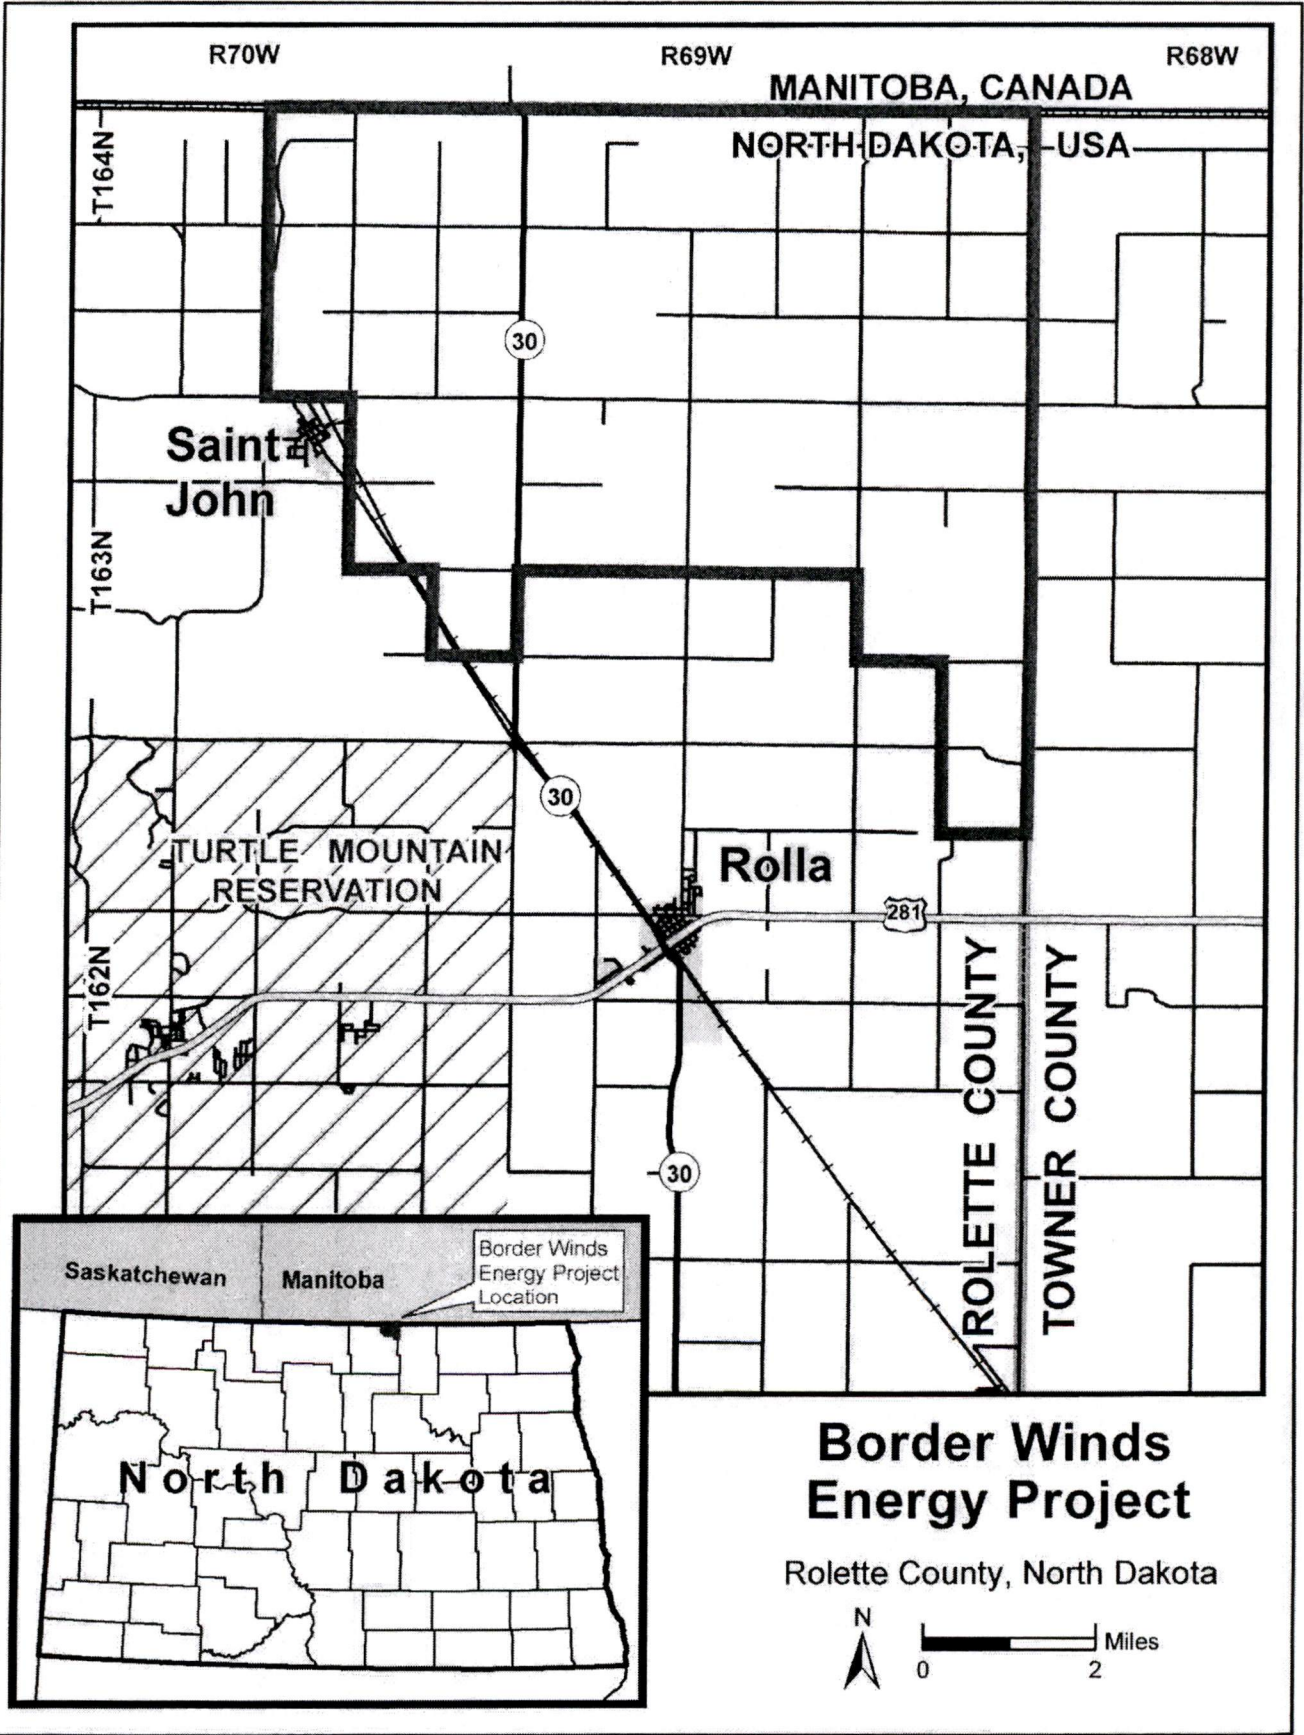 R70W
R69W
R68W
MANITOBA, CANADA
NORTH DAKOTA, USA
T164N
30
Saint
John
T163N
30
TURTLE MOUNTAIN
RESERVATION
Rolla
281
T162N
30
ROLETTE COUNTY
TOWNER COUNTY
Saskatchewan
Manitoba
Border Winds
Energy Project
Location
North Dakota
Border Winds
Energy Project
Rolette County, North Dakota
N
Miles
0
2